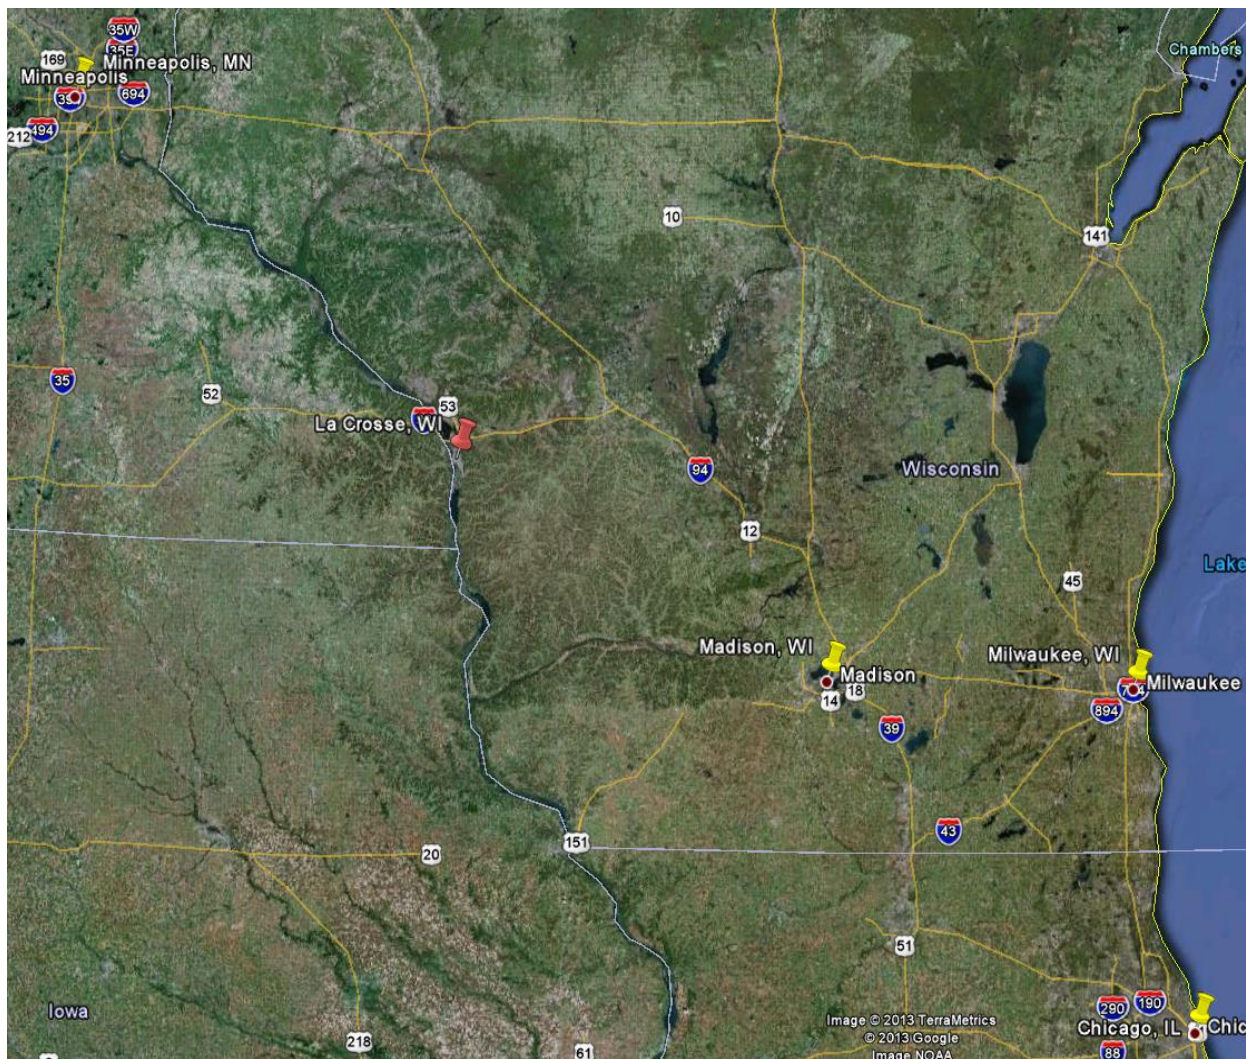 35W
35E
169
Minneapolis, MN
Minneapolis
694
494
212
Chambers
10
141
35
52
53
La Crosse, WI
94
Wisconsin
12
Lake
45
Madison, WI
Milwaukee, WI
Madison
18
14
Milwaukee
894
39
43
151
20
51
Iowa
290
190
218
Image © 2013 TerraMetrics
Chicago, IL
Chic
© 2013 Google
61
88
Image NOAA